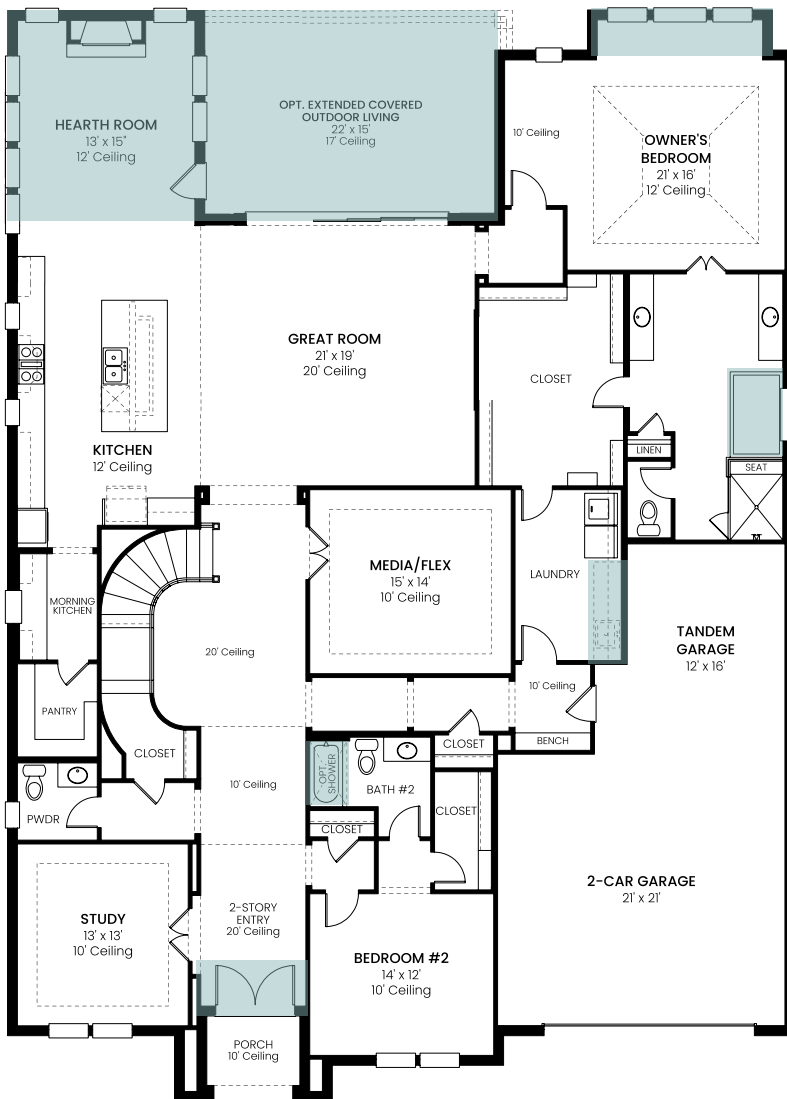 HEARTH ROOM
13' x 15"
12' Ceiling
OPT. EXTENDED COVERED
OUTDOOR LIVING
22' x 15'
17' Ceiling
10' Ceiling
OWNER'S
BEDROOM
21' x 16'
12' Ceiling
GREAT ROOM
21' x 19'
20' Ceiling
CLOSET
KITCHEN
12' Ceiling
LINEN
SEAT
MEDIA/FLEX
15' x 14'
10' Ceiling
LAUNDRY
MORNING
KITCHEN
20' Ceiling
TANDEM
GARAGE
12' x 16'
10' Ceiling
PANTRY
BENCH
CLOSET
CLOSET
OPT.
SHOWER
BATH #2
10' Ceiling
CLOSET
PWDR
CLOSET
2-CAR GARAGE
21' x 21'
STUDY
13' x 13'
10' Ceiling
2-STORY
ENTRY
20' Ceiling
BEDROOM #2
14' x 12'
10' Ceiling
PORCH
10' Ceiling